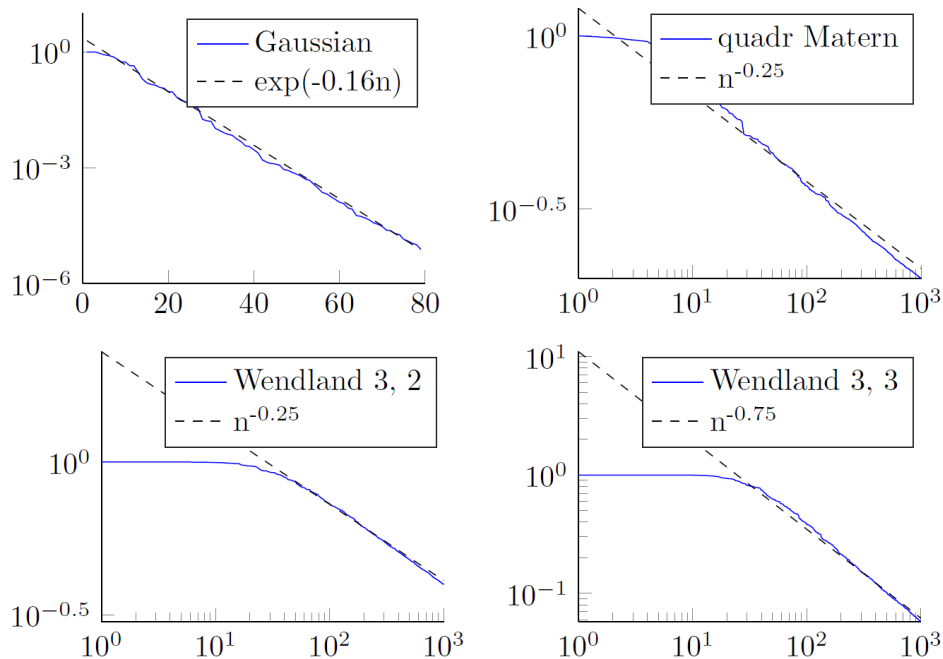 10^0
10^-3
10^-6
0 20 40 60 80
Gaussian
exp(-0.16n)
10^0
10^-0.5
10^0 10^1 10^2 10^3
quadr Matern
n^-0.25
10^0
10^-0.5
10^0 10^1 10^2 10^3
Wendland 3, 2
n^-0.25
10^1
10^0
10^-1
10^0 10^1 10^2 10^3
Wendland 3, 3
n^-0.75